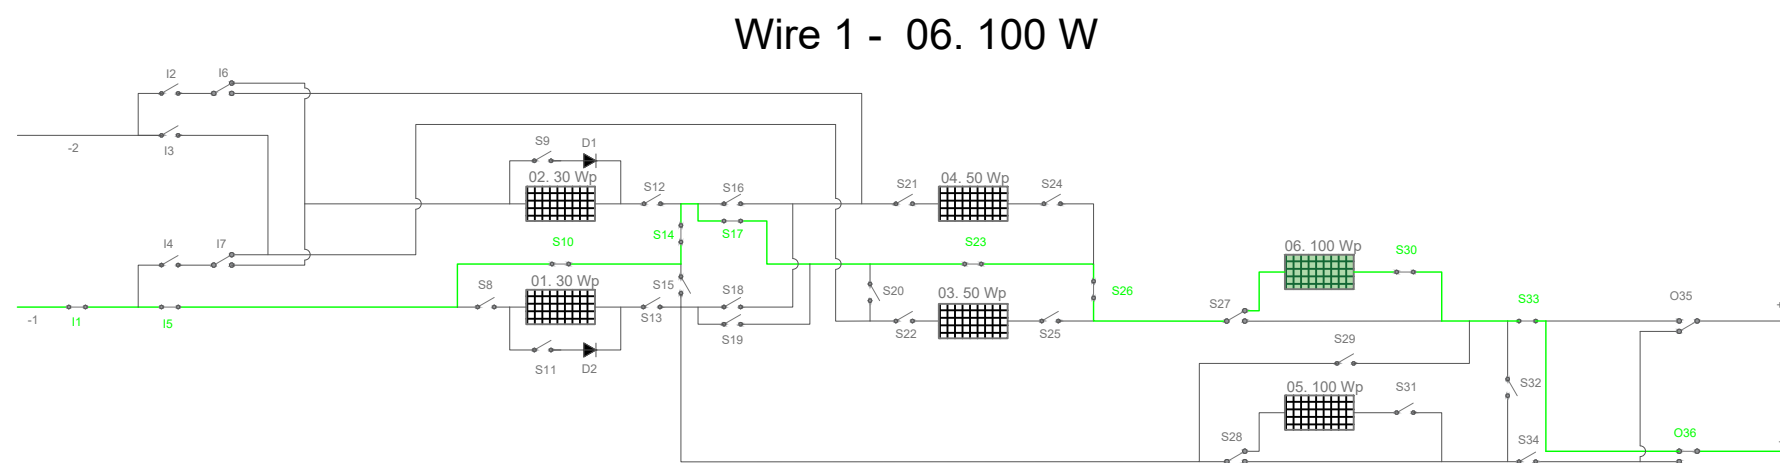 Wire 1 - 06. 100 W
I2
I6
-2
I3
S9
D1
02. 30 Wp
S12
S16
S21
04. 50 Wp
S24
S14
S17
I4
I7
S10
S23
06. 100 Wp
S30
01. 30 Wp
S8
S15
S18
S20
03. 50 Wp
S26
S27
S33
O35
-1
I1
I5
S13
S19
S22
S25
S29
S11
D2
05. 100 Wp
S31
S32
S28
S34
O36